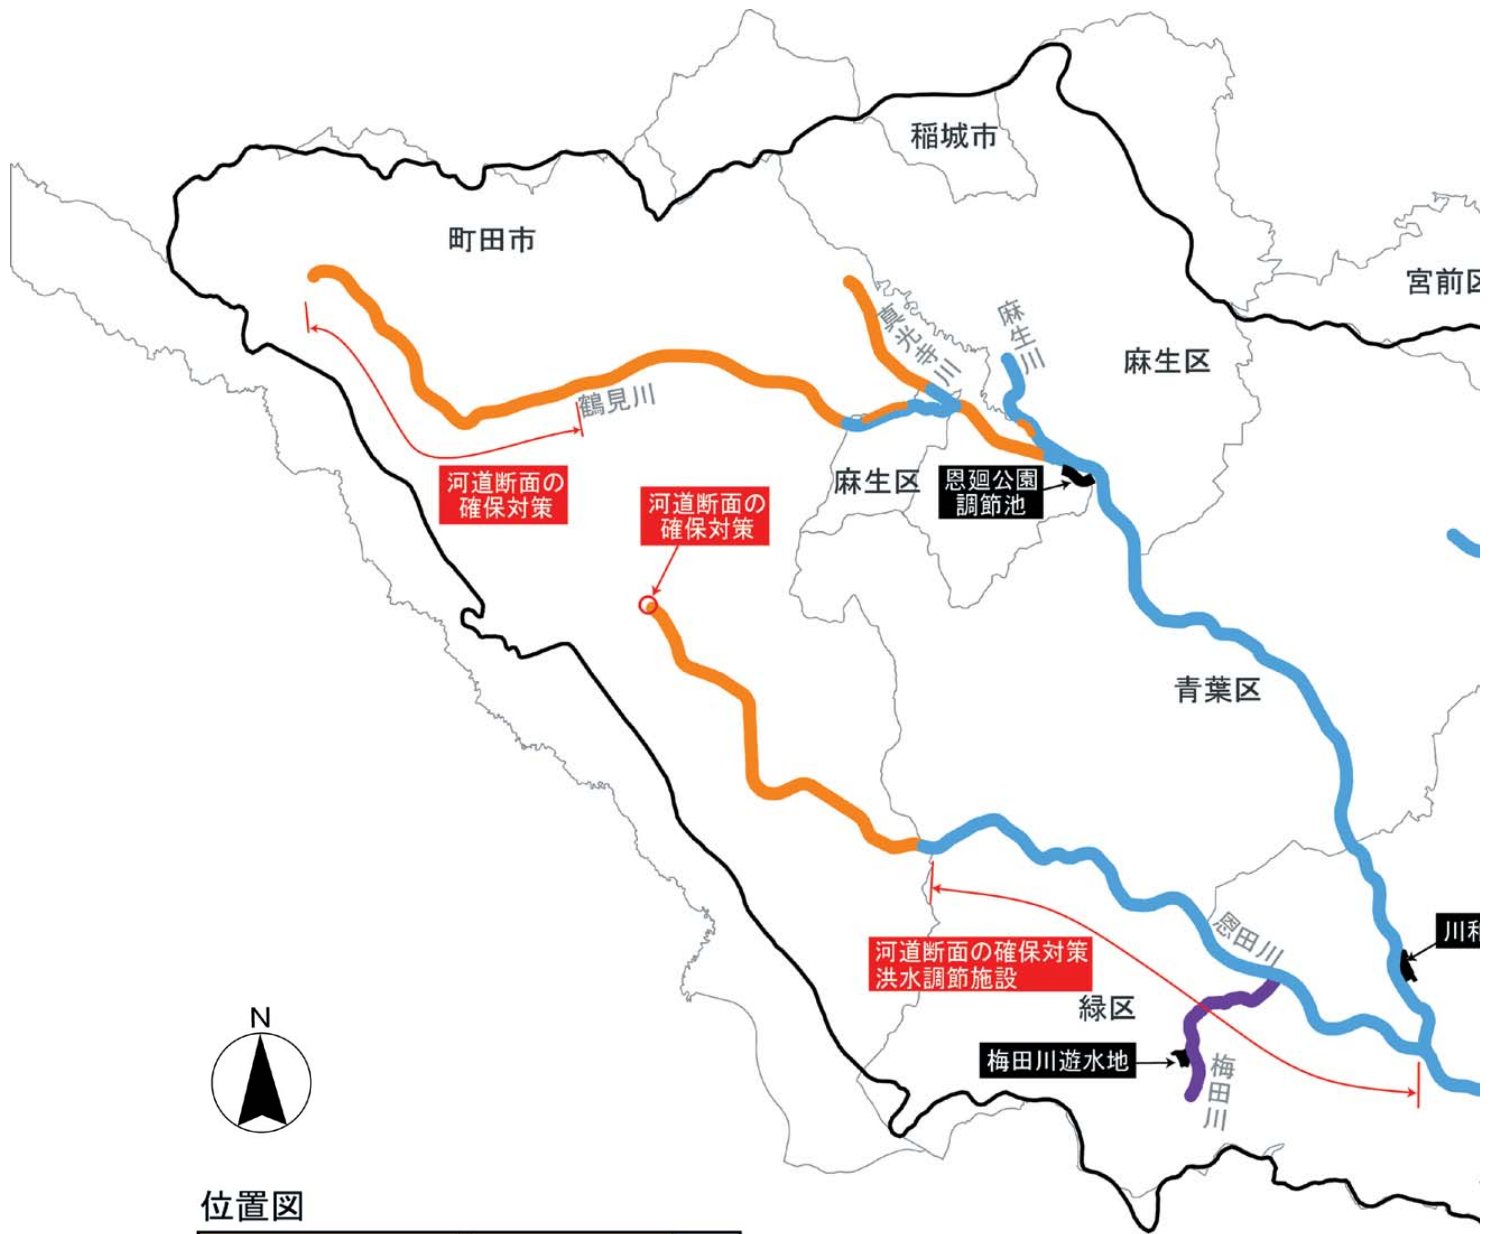 稲城市
町田市
宮前区
真光寺川
麻生川
麻生区
鶴見川
河道断面の
確保対策
麻生区
恩廻公園
調節池
河道断面の
確保対策
青葉区
恩田川
川和
河道断面の確保対策
洪水調節施設
緑区
梅田川遊水地
梅田川
N
位置図